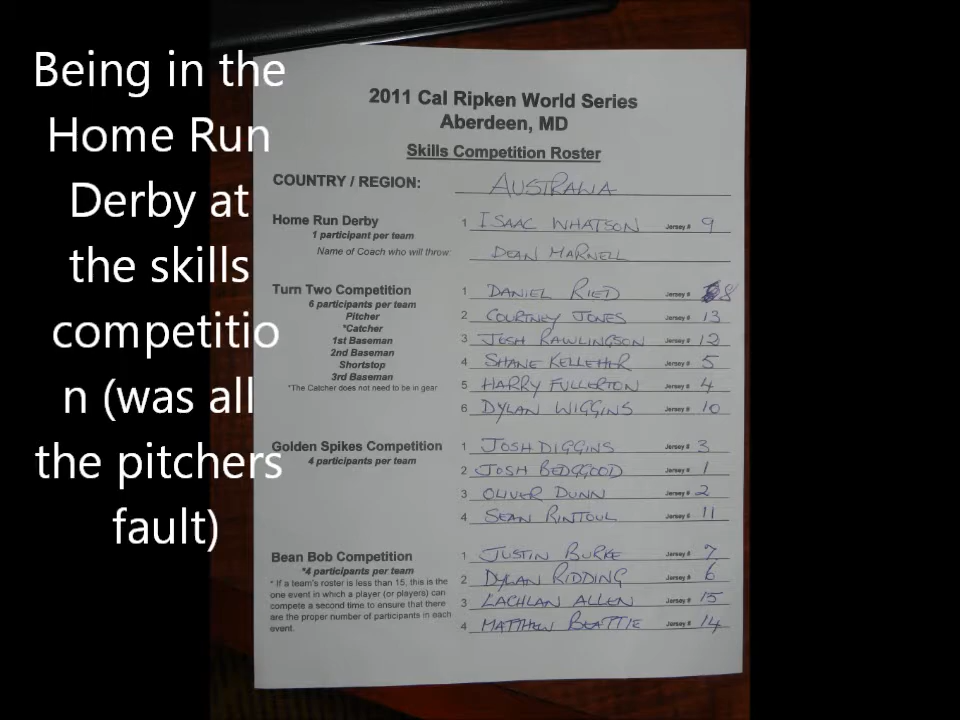 Being in the
Home Run
Derby at
the skills
competitio
n (was all
the pitchers
fault)
2011 Cal Ripken World Series
Aberdeen, MD
Skills Competition Roster
COUNTRY / REGION: AUSTRALIA
Home Run Derby 1 ISAAC WHATSON Jersey # 9
1 participant per team
Name of Coach who will throw: DEAN MARNELL
Turn Two Competition 1 DANIEL RIED Jersey # 8
6 participants per team
Pitcher 2 COURTNEY JONES Jersey # 13
*Catcher
1st Baseman 3 JOSH RAWLINGSON Jersey # 12
2nd Baseman
Shortstop 4 SHANE KELLEHER Jersey # 5
3rd Baseman
*The Catcher does not need to be in gear 5 HARRY FULLERTON Jersey # 4
6 DYLAN WIGGINS Jersey # 10
Golden Spikes Competition 1 JOSH DIGGINS Jersey # 3
4 participants per team
2 JOSH BEDGGOOD Jersey # 1
3 OLIVER DUNN Jersey # 2
4 SEAN RINTOUL Jersey # 11
Bean Bob Competition 1 JUSTIN BURKE Jersey # 7
*4 participants per team
* If a team's roster is less than 15, this is the 2 DYLAN RIDDING Jersey # 6
one event in which a player (or players) can
compete a second time to ensure that there 3 LACHLAN ALLEN Jersey # 15
are the proper number of participants in each
event. 4 MATTHEW BEATTIE Jersey # 14